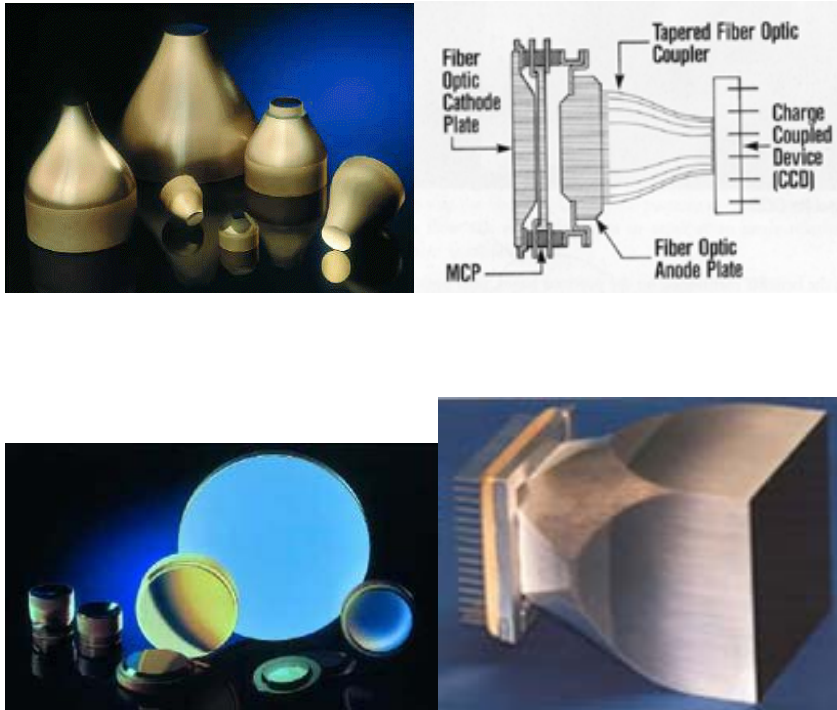 Tapered Fiber Optic
Coupler
Fiber
Optic
Cathode
Plate
Charge
Coupled
Device
(CCD)
Fiber Optic
Anode Plate
MCP